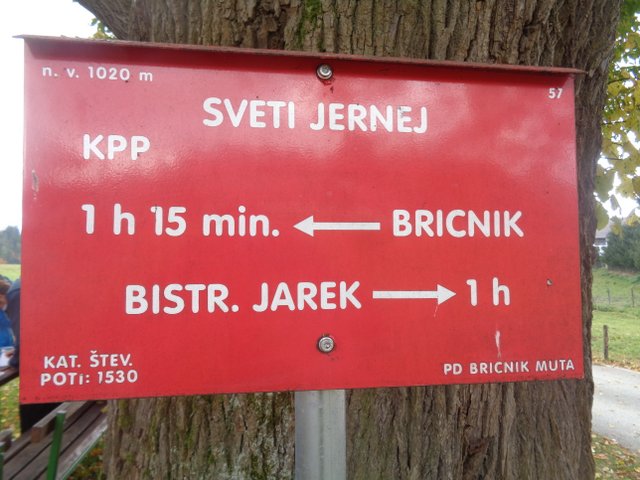 n. v. 1020 m
57
SVETI JERNEJ
KPP
1 h 15 min. ← BRICNIK
BISTR. JAREK → 1 h
KAT. ŠTEV.
POTI: 1530
PD BRICNIK MUTA